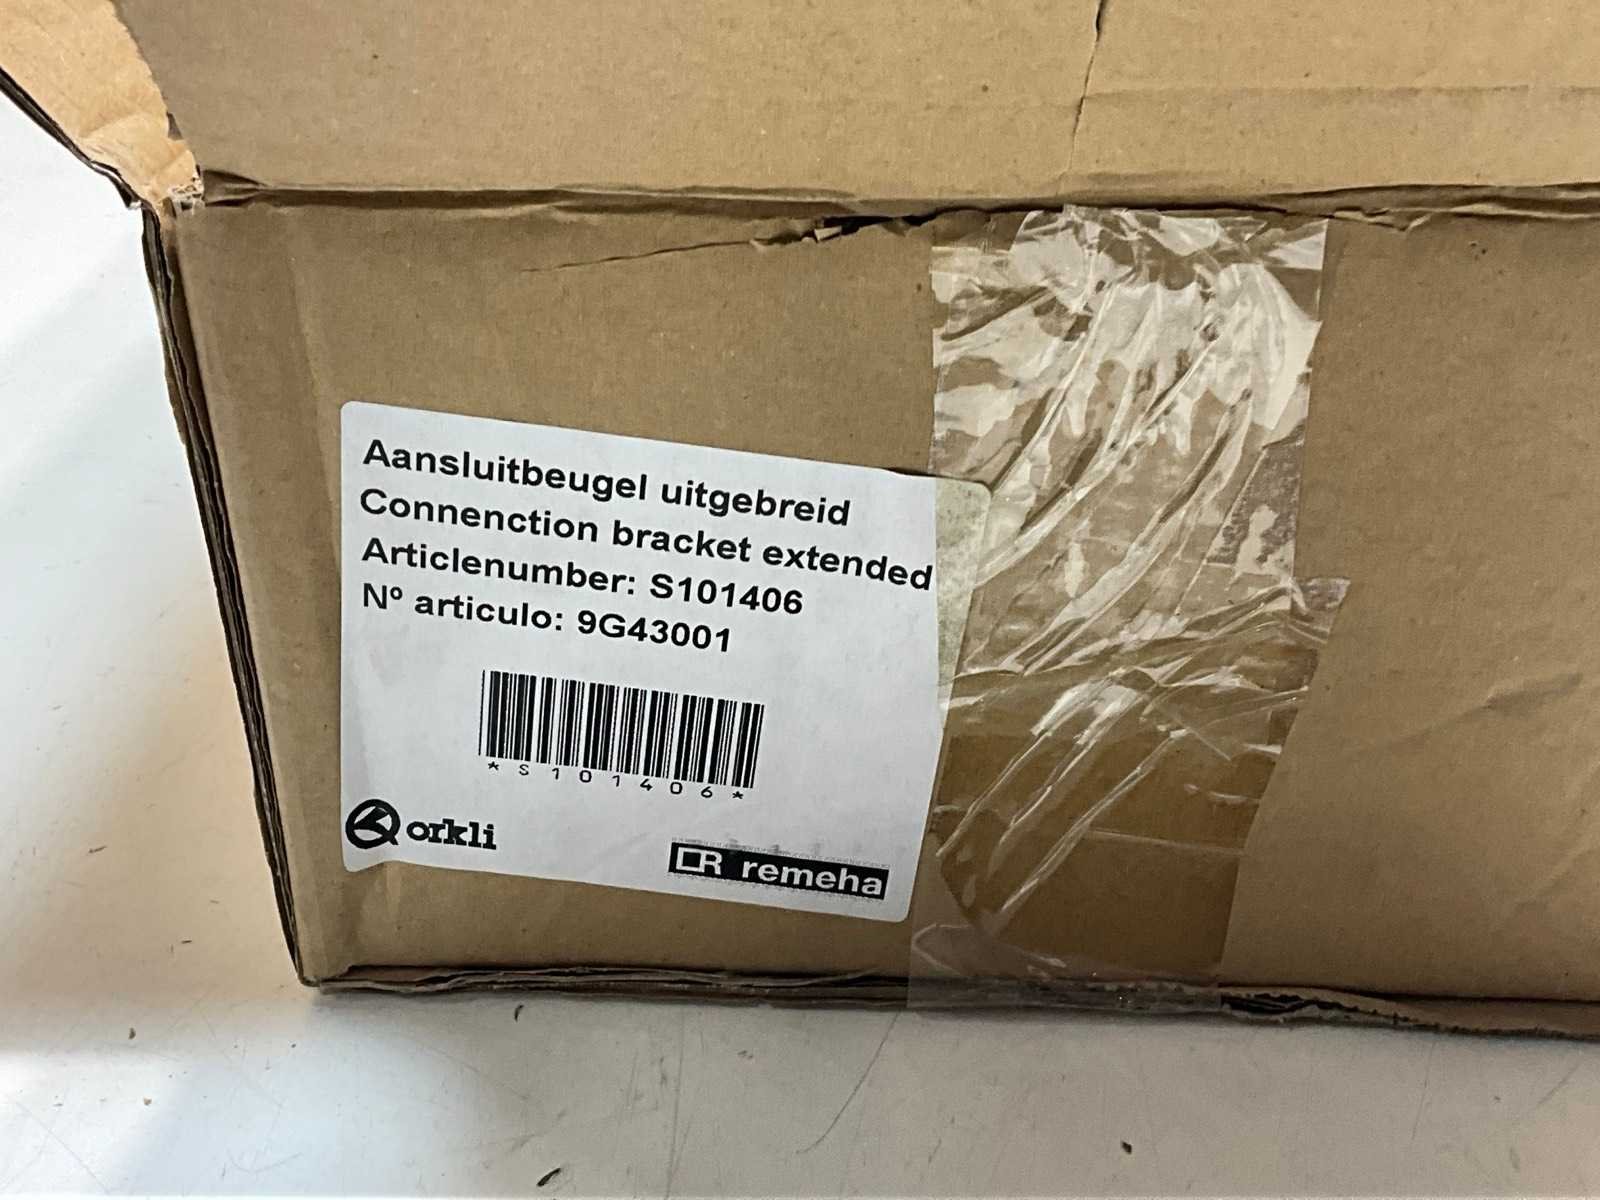 Aansluitbeugel uitgebreid
Connenction bracket extended
Articlenumber: S101406
Nº articulo: 9G43001
*S101406*
orkli
R remeha